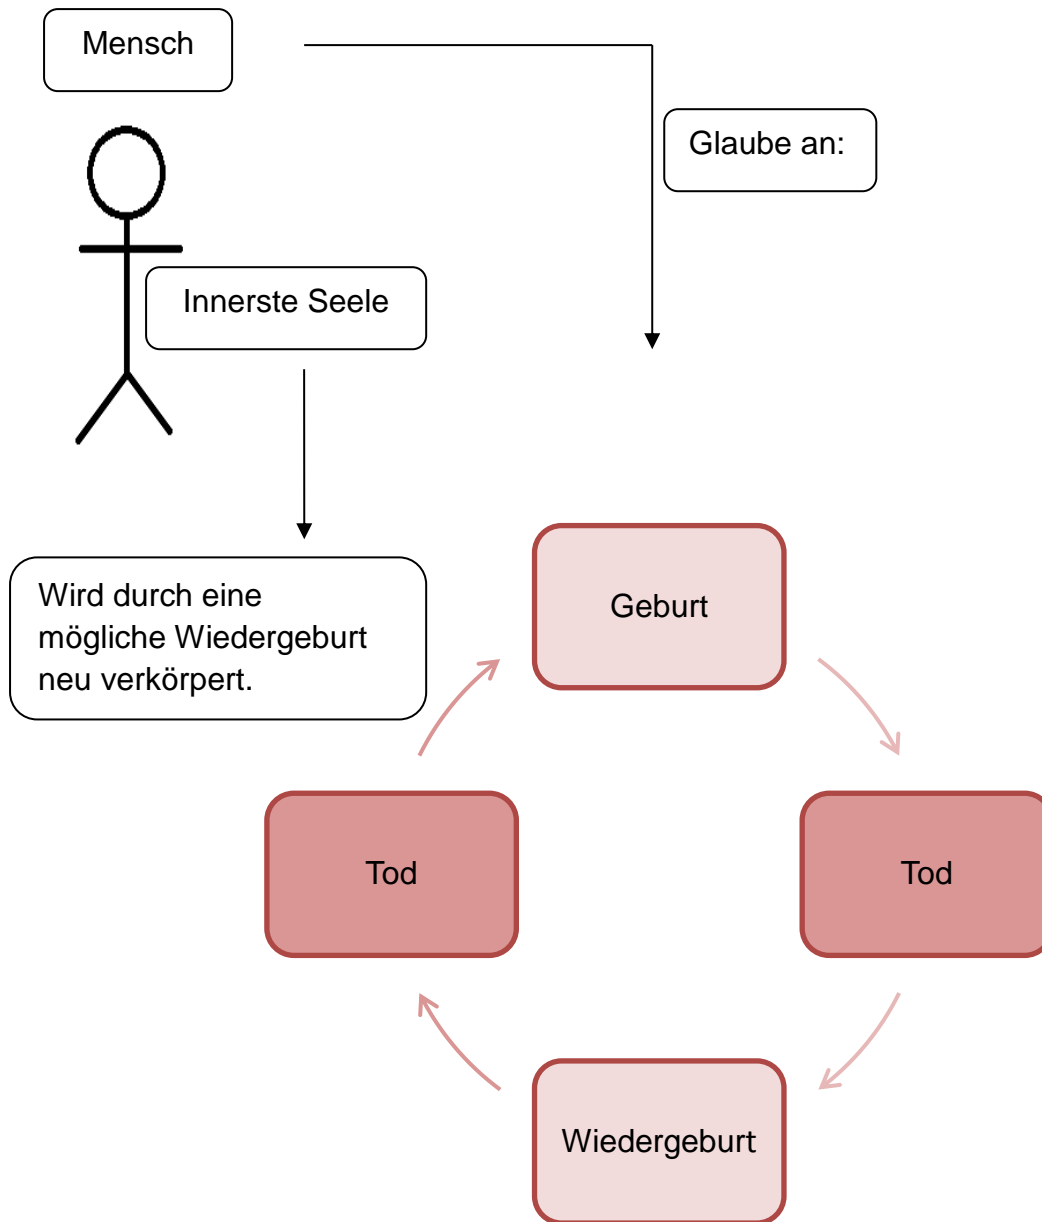 Mensch
Glaube an:
Innerste Seele
Wird durch eine
mögliche Wiedergeburt
neu verkörpert.
Geburt
Tod
Tod
Wiedergeburt